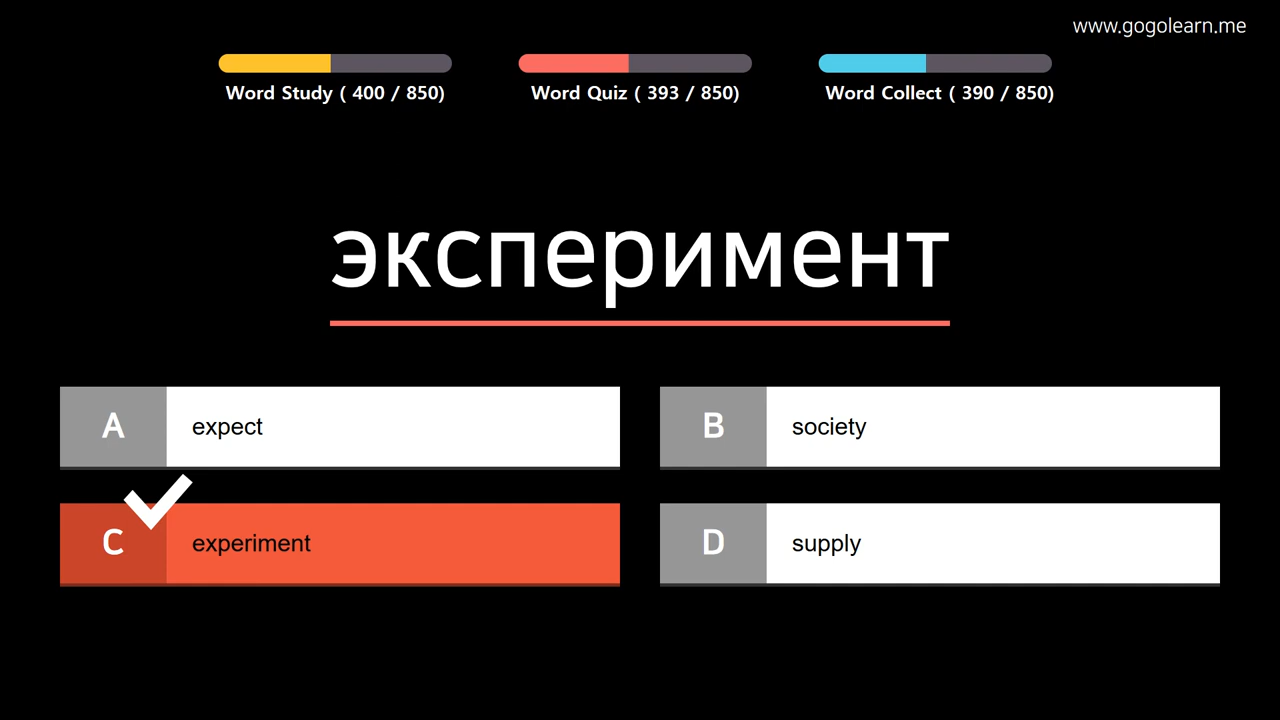 www.gogolearn.me
Word Study ( 400 / 850) Word Quiz ( 393 / 850) Word Collect ( 390 / 850)
эксперимент
A expect
B society
C experiment
D supply